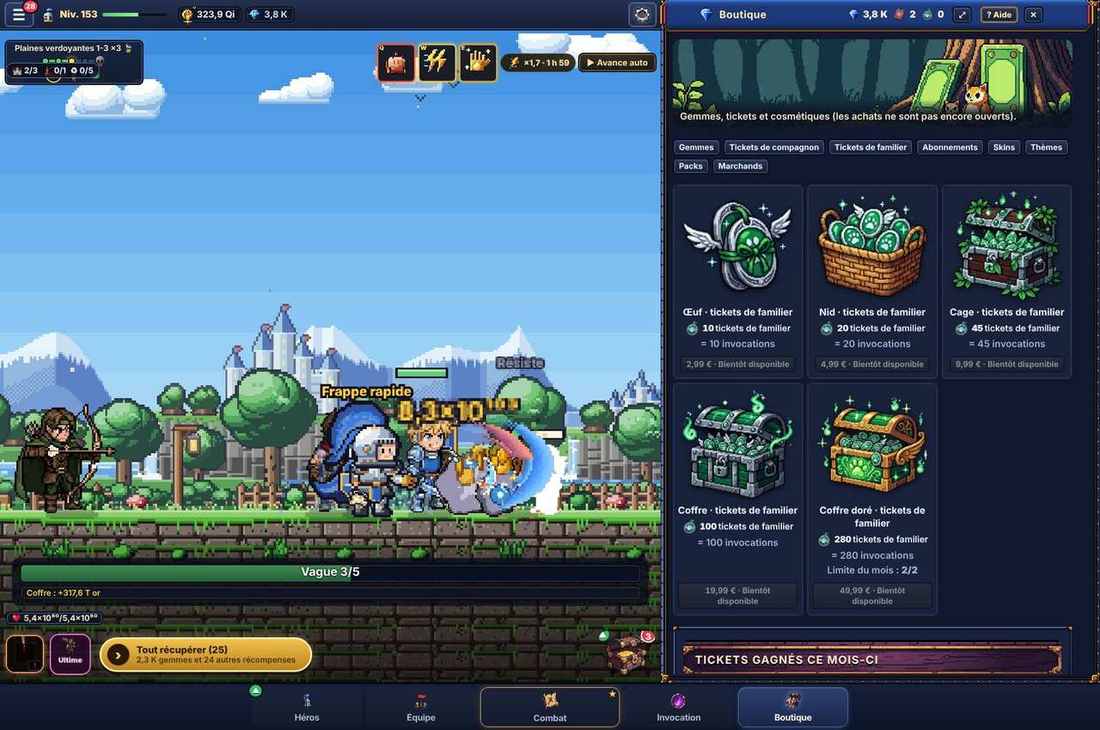 28
Niv. 153
323,9 Qi
3,8 K
Plaines verdoyantes 1-3 ×3
2/3
0/1
0/5
Q
W
×1,7 · 1 h 59
Avance auto
Résiste
Frappe rapide
Vague 3/5
Coffre : +317,6 T or
Ultime
Tout récupérer (25)
2,3 K gemmes et 24 autres récompenses
3
Boutique
3,8 K
2
0
? Aide
×
Gemmes, tickets et cosmétiques (les achats ne sont pas encore ouverts).
Gemmes
Tickets de compagnon
Tickets de familier
Abonnements
Skins
Thèmes
Packs
Marchands
Œuf · tickets de familier
10 tickets de familier
= 10 invocations
2,99 € · Bientôt disponible
Nid · tickets de familier
20 tickets de familier
= 20 invocations
4,99 € · Bientôt disponible
Cage · tickets de familier
45 tickets de familier
= 45 invocations
9,99 € · Bientôt disponible
Coffre · tickets de familier
100 tickets de familier
= 100 invocations
19,99 € · Bientôt
disponible
Coffre doré · tickets de
familier
280 tickets de familier
= 280 invocations
Limite du mois : 2/2
49,99 € · Bientôt
disponible
TICKETS GAGNÉS CE MOIS-CI
Héros
Équipe
Combat
Invocation
Boutique